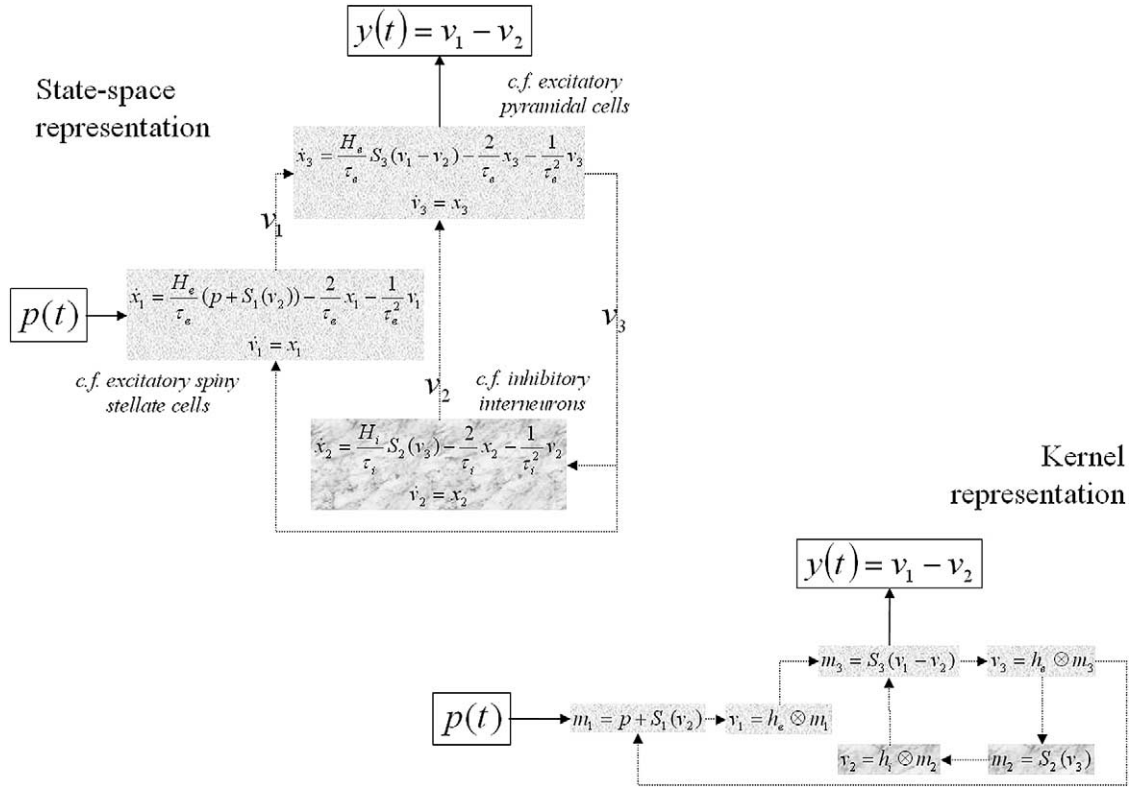 y(t) = v₁ − v₂
State-space
representation
c.f. excitatory
pyramidal cells
ẋ₃ = (Hₑ/τₑ) S₃(v₁ − v₂) − (2/τₑ) x₃ − (1/τₑ²) v₃
v̇₃ = x₃
v₁
p(t)
ẋ₁ = (Hₑ/τₑ) (p + S₁(v₂)) − (2/τₑ) x₁ − (1/τₑ²) v₁
v̇₁ = x₁
v₃
c.f. excitatory spiny
stellate cells
v₂
c.f. inhibitory
interneurons
ẋ₂ = (Hᵢ/τᵢ) S₂(v₃) − (2/τᵢ) x₂ − (1/τᵢ²) v₂
v̇₂ = x₂
Kernel
representation
y(t) = v₁ − v₂
m₃ = S₃(v₁ − v₂)
v₃ = hₑ ⊗ m₃
p(t)
m₁ = p + S₁(v₂)
v₁ = hₑ ⊗ m₁
v₂ = hᵢ ⊗ m₂
m₂ = S₂(v₃)